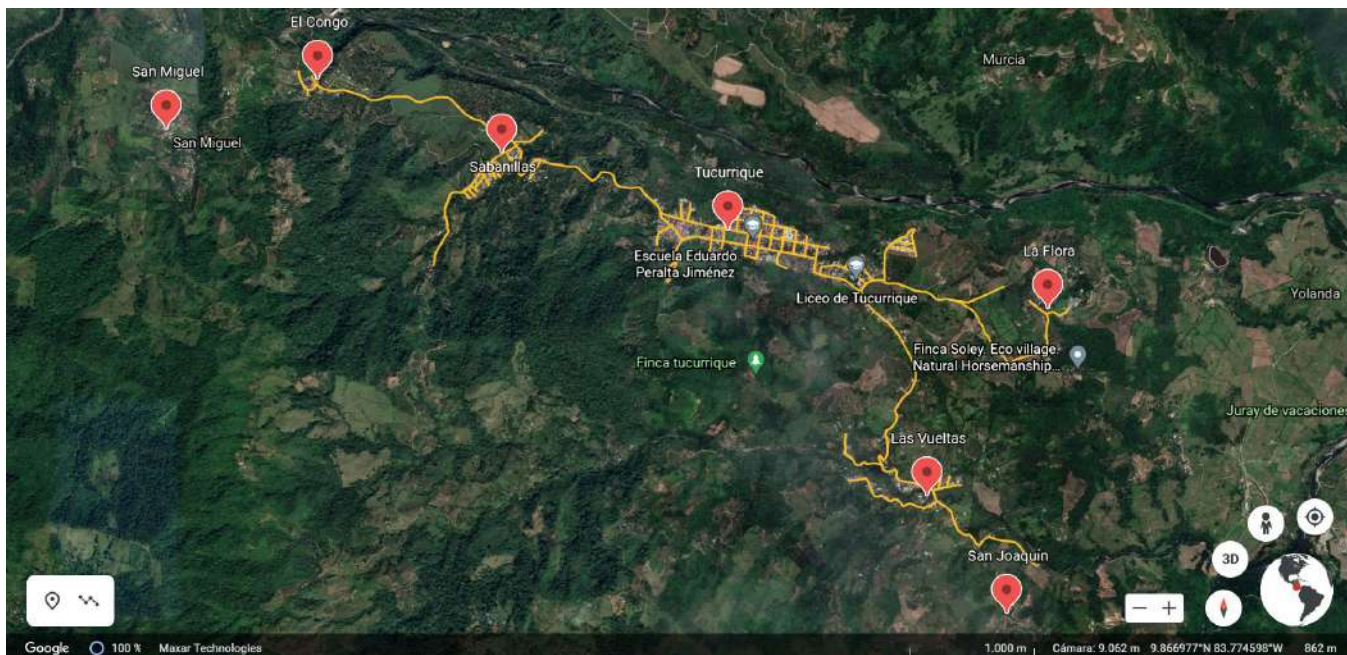 El Congo
San Miguel
San Miguel
Murcia
Sabanillas
Tucurrique
Escuela Eduardo
Peralta Jiménez
La Flora
Yolanda
Liceo de Tucurrique
Finca Soley. Eco village.
Natural Horsemanship...
Finca tucurrique
Juray de vacaciones
Las Vueltas
San Joaquín
3D
Google 100 % Maxar Technologies 1.000 m Cámara: 9.062 m 9.866977°N 83.774598°W 862 m